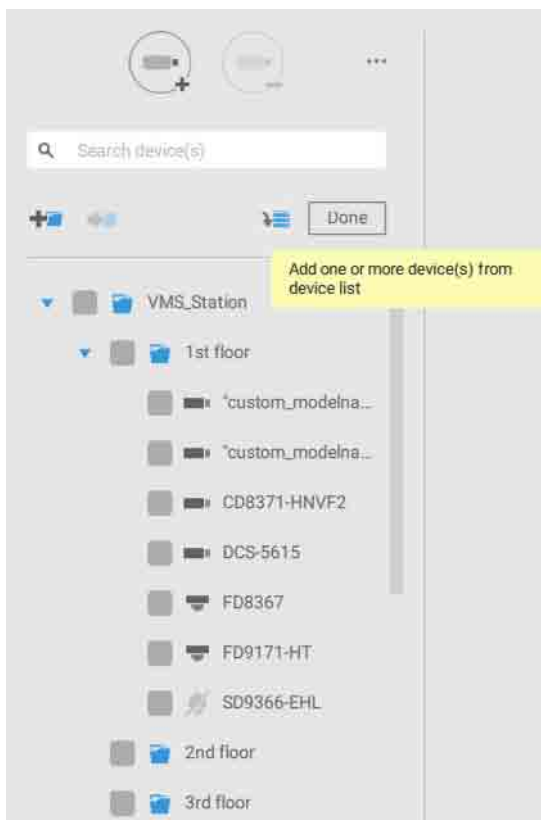 Search device(s)
Done
Add one or more device(s) from
device list
VMS_Station
1st floor
"custom_modelna...
"custom_modelna...
CD8371-HNVF2
DCS-5615
FD8367
FD9171-HT
SD9366-EHL
2nd floor
3rd floor